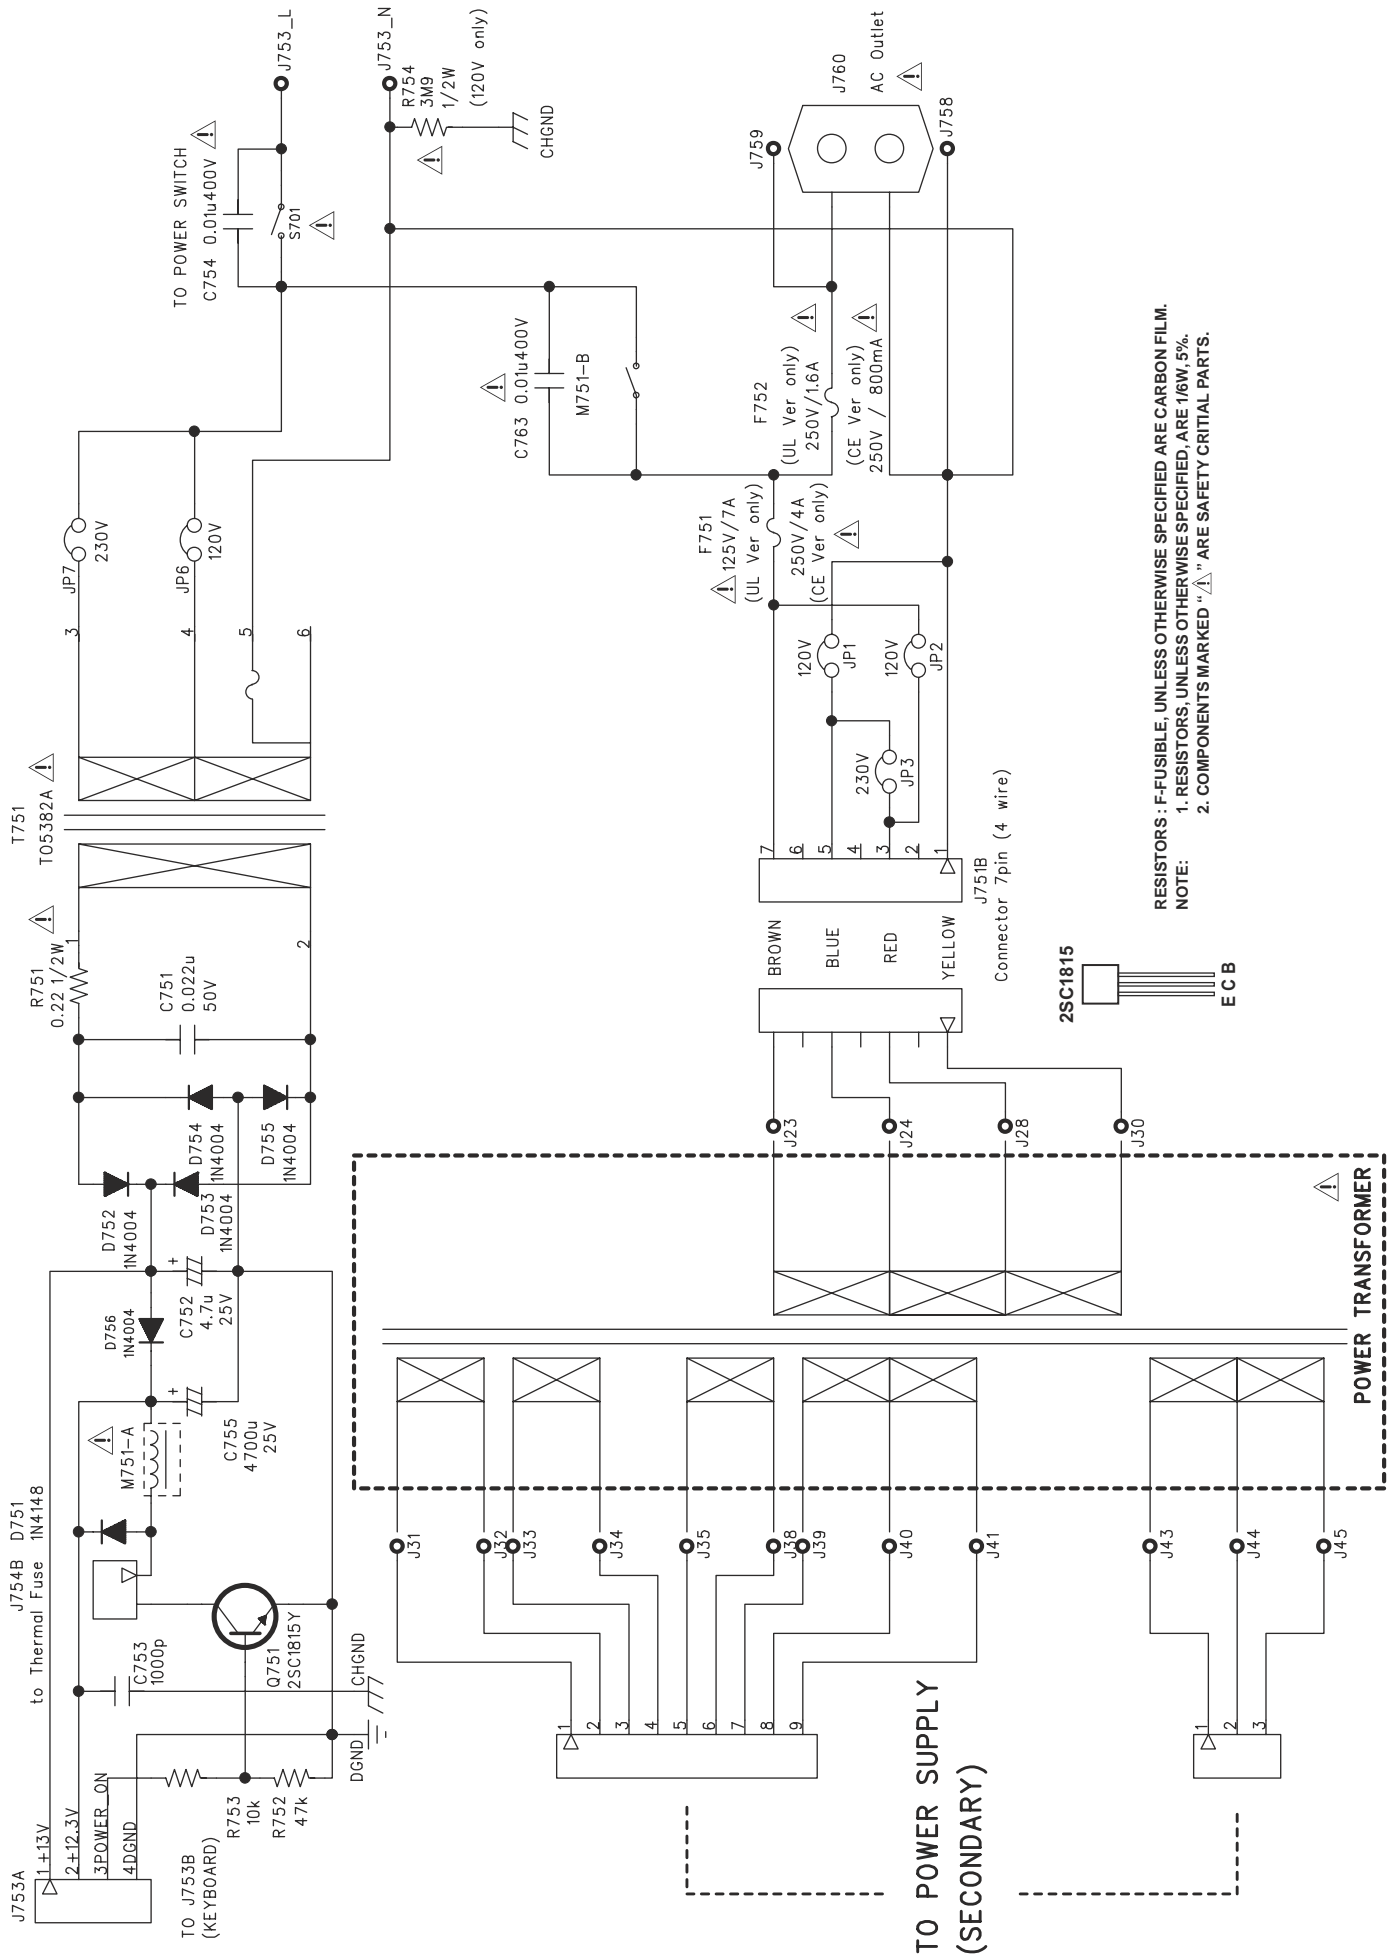 J753A
1 +13V
2 +12.3V
3POWER_ON
4DGND
TO J753B
(KEYBOARD)
R753
10k
R752
47k
DGND
CHGND
C753
1000p
Q751
2SC1815Y
J754B
to Thermal Fuse
D751
1N4148
M751-A
C755
4700u
25V
+
D756
1N4004
C752
4.7u
25V
+
D752
1N4004
D753
1N4004
D754
1N4004
D755
1N4004
C751
0.022u
50V
R751
0.22 1/2W
1
2
T751
TO5382A
3
4
5
6
JP7
230V
JP6
120V
TO POWER SWITCH
C754 0.01u400V
S701
J753_L
J753_N
R754
3M9
1/2W
(120V only)
CHGND
C763 0.01u400V
M751-B
J759
J760
AC Outlet
J758
F752
(UL Ver only)
250V/1.6A
(CE Ver only)
250V / 800mA
F751
125V/7A
(UL Ver only)
250V/4A
(CE Ver only)
120V
JP1
120V
JP2
230V
JP3
7
6
5
4
3
2
1
J751B
Connector 7pin (4 wire)
BROWN
BLUE
RED
YELLOW
J23
J24
J28
J30
POWER TRANSFORMER
J31
J32
J33
J34
J35
J38
J39
J40
J41
J43
J44
J45
1
2
3
4
5
6
7
8
9
1
2
3
TO POWER SUPPLY
(SECONDARY)
2SC1815
E C B
RESISTORS : F-FUSIBLE, UNLESS OTHERWISE SPECIFIED ARE CARBON FILM.
NOTE: 1. RESISTORS, UNLESS OTHERWISE SPECIFIED, ARE 1/6W, 5%.
2. COMPONENTS MARKED “ ! ” ARE SAFETY CRITIAL PARTS.